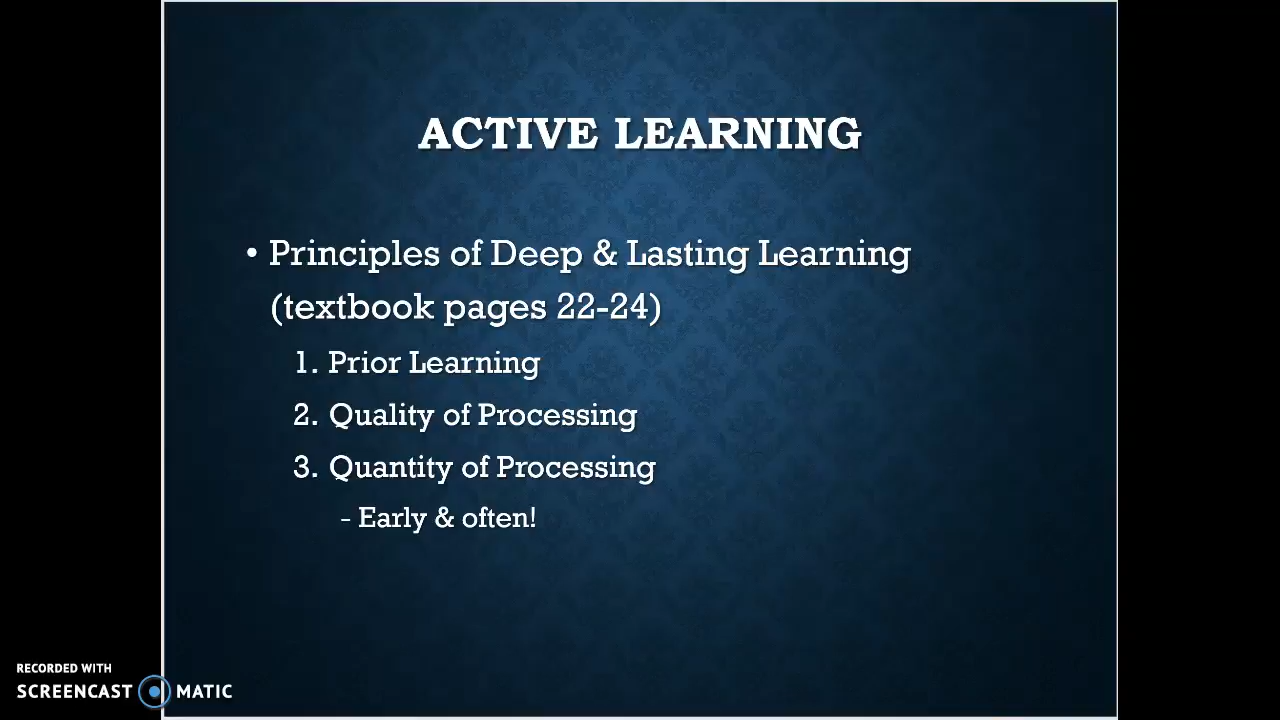 ACTIVE LEARNING
• Principles of Deep & Lasting Learning
(textbook pages 22-24)
1. Prior Learning
2. Quality of Processing
3. Quantity of Processing
- Early & often!
RECORDED WITH
SCREENCAST MATIC